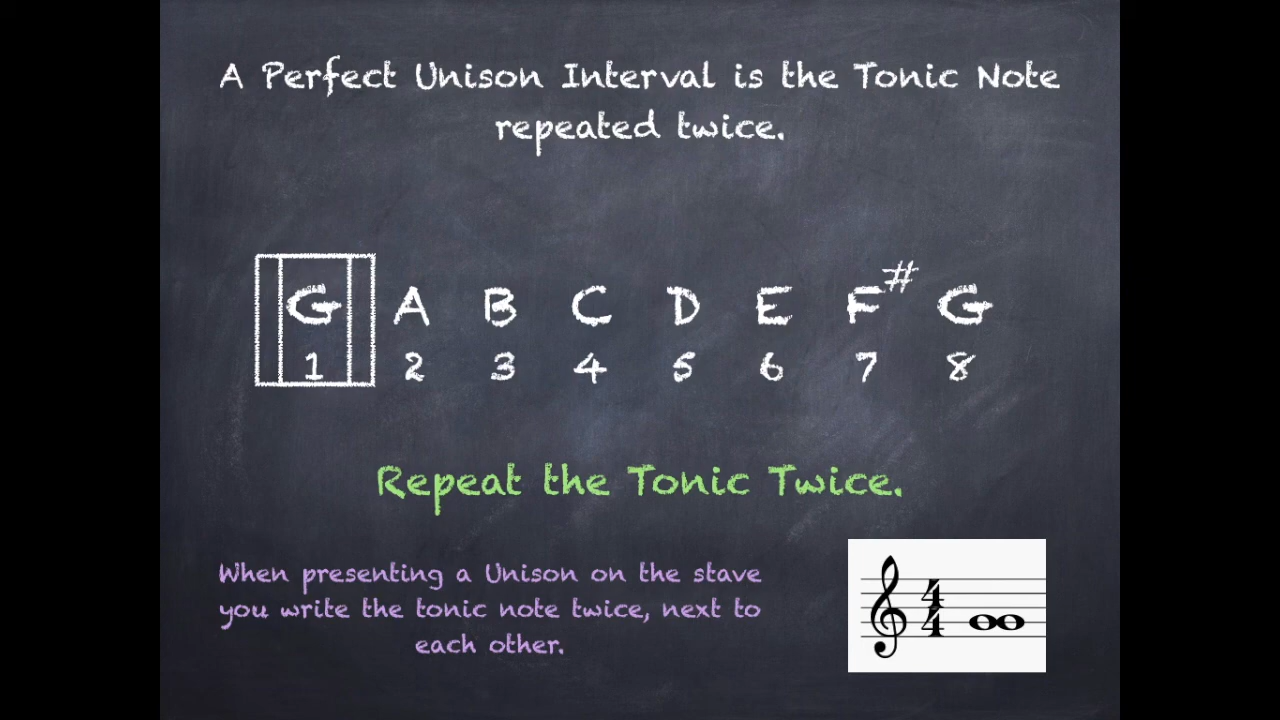 A Perfect Unison Interval is the Tonic Note
repeated twice.
G A B C D E F# G
1 2 3 4 5 6 7 8
Repeat the Tonic Twice.
When presenting a Unison on the stave
you write the tonic note twice, next to
each other.
4
4